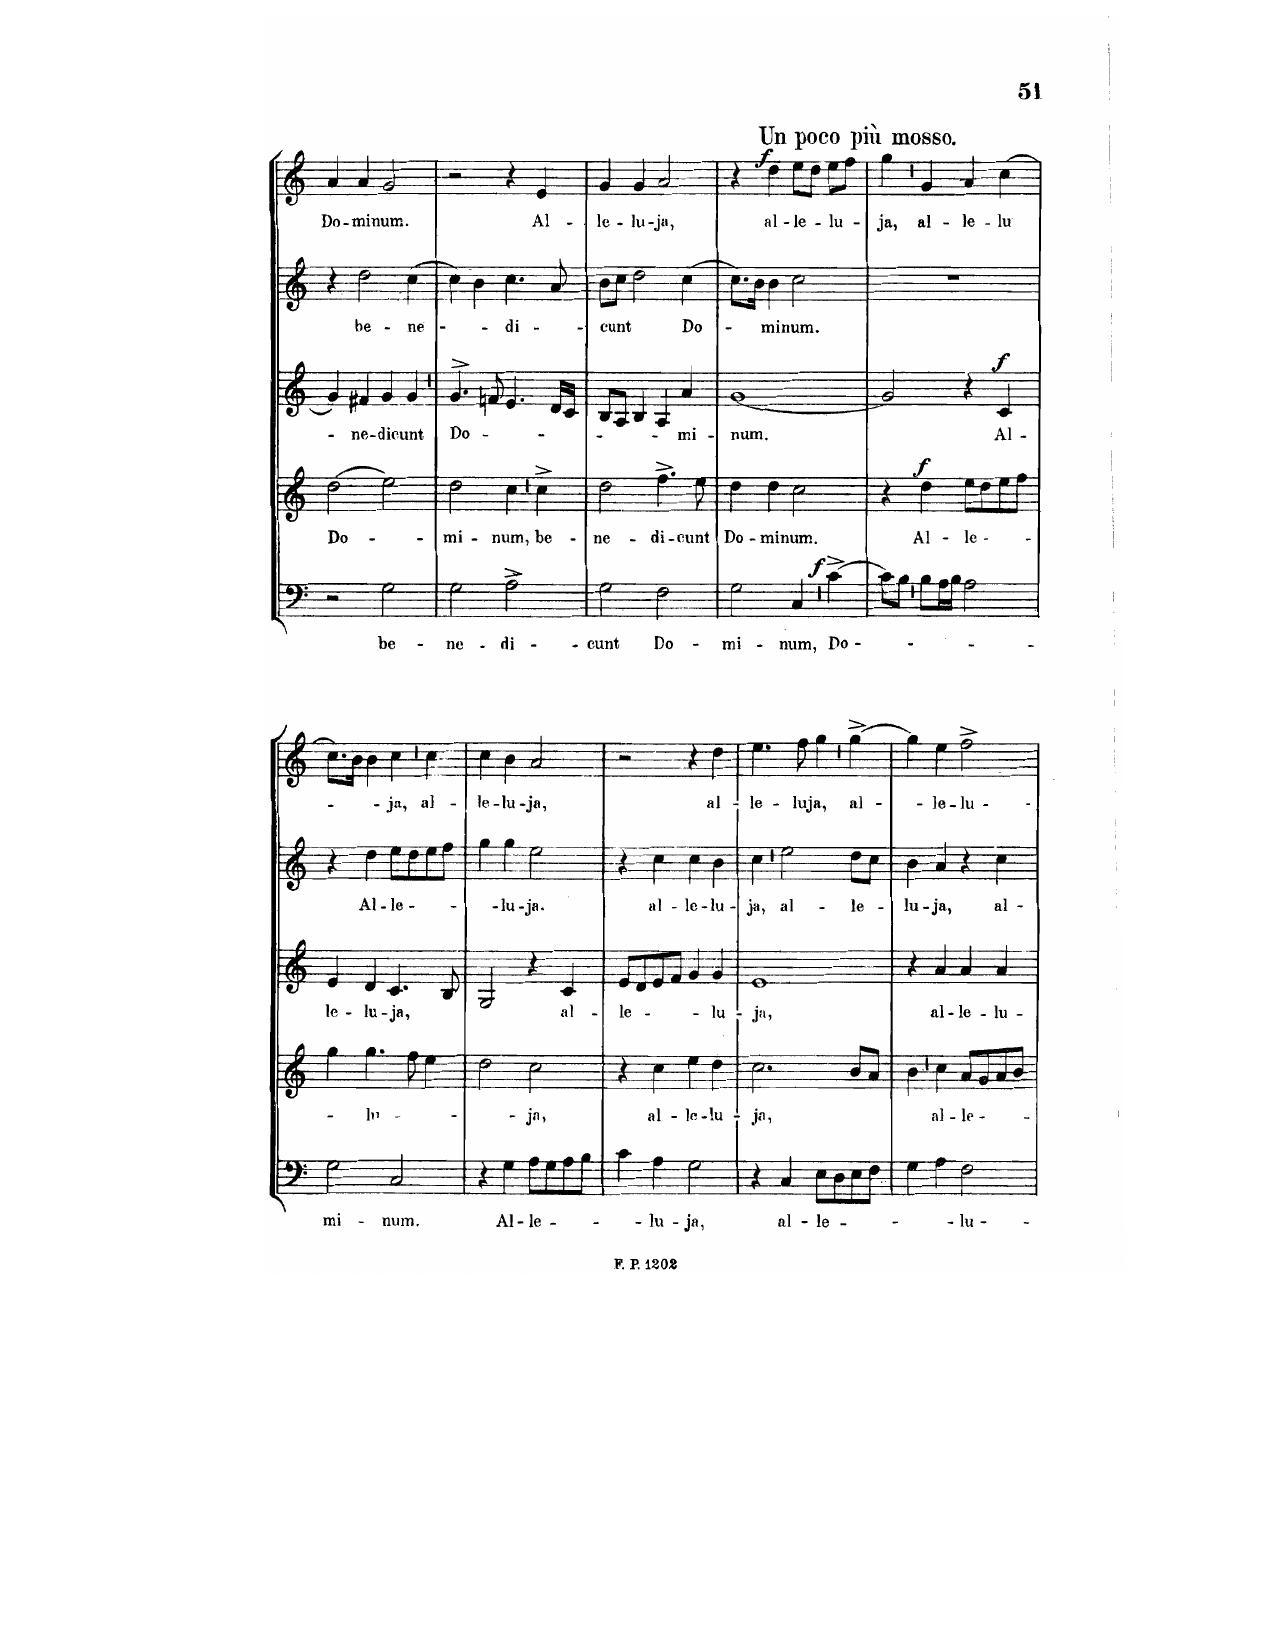 51
Un poco più mosso.
f
Do-minum. Al - le - lu-ja, al-le - lu - ja, al - le - lu
be - ne - - di - - cunt Do - minum.
f
- ne-dicunt Do - - - - - mi - num. Al -
f
Do - - mi - num, be - ne - di-cunt Do - minum. Al - le - -
f
be - ne - di - - cunt Do - mi - num, Do - - - -
- - ja, al - le-lu-ja, al - le - luja, al - - le-lu - -
Al-le - - - lu-ja. al - le-lu - ja, al - le - lu-ja, al -
le - lu-ja, al - le - - lu - ja, al-le - lu -
- lu - - - ja, al - le-lu - ja, al-le - -
mi - num. Al-le - - - lu - ja, al - le - - - lu - -
F. P. 1202